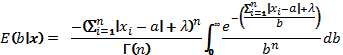 E(b|x) = \frac{-(\sum_{i=1}^{n}|x_i - a| + \lambda)^n}{\Gamma(n)} \int_0^{\infty} \frac{e^{-\left(\frac{\sum_{i=1}^{n}|x_i - a| + \lambda}{b}\right)}}{b^n} db